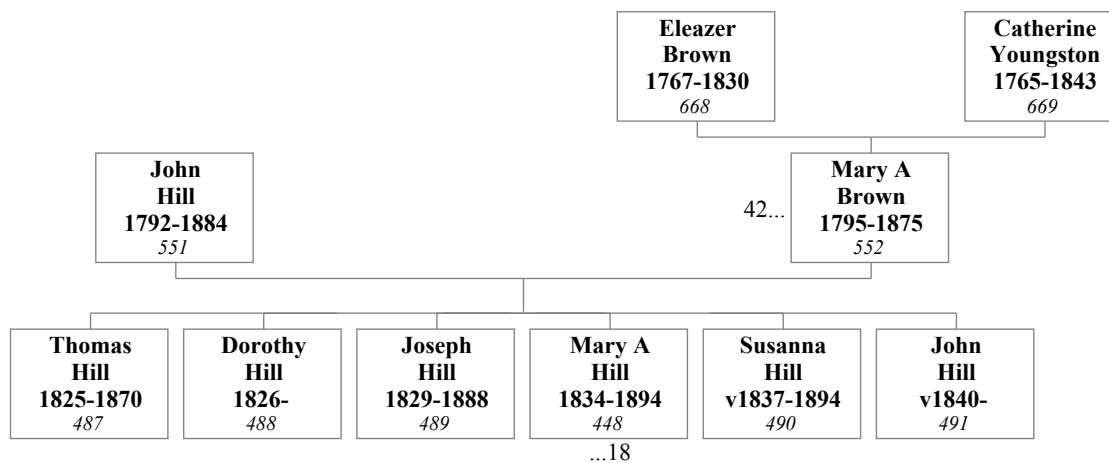 Eleazer
Brown
1767-1830
668
Catherine
Youngston
1765-1843
669
John
Hill
1792-1884
551
42...
Mary A
Brown
1795-1875
552
Thomas
Hill
1825-1870
487
Dorothy
Hill
1826-
488
Joseph
Hill
1829-1888
489
Mary A
Hill
1834-1894
448
Susanna
Hill
v1837-1894
490
John
Hill
v1840-
491
...18